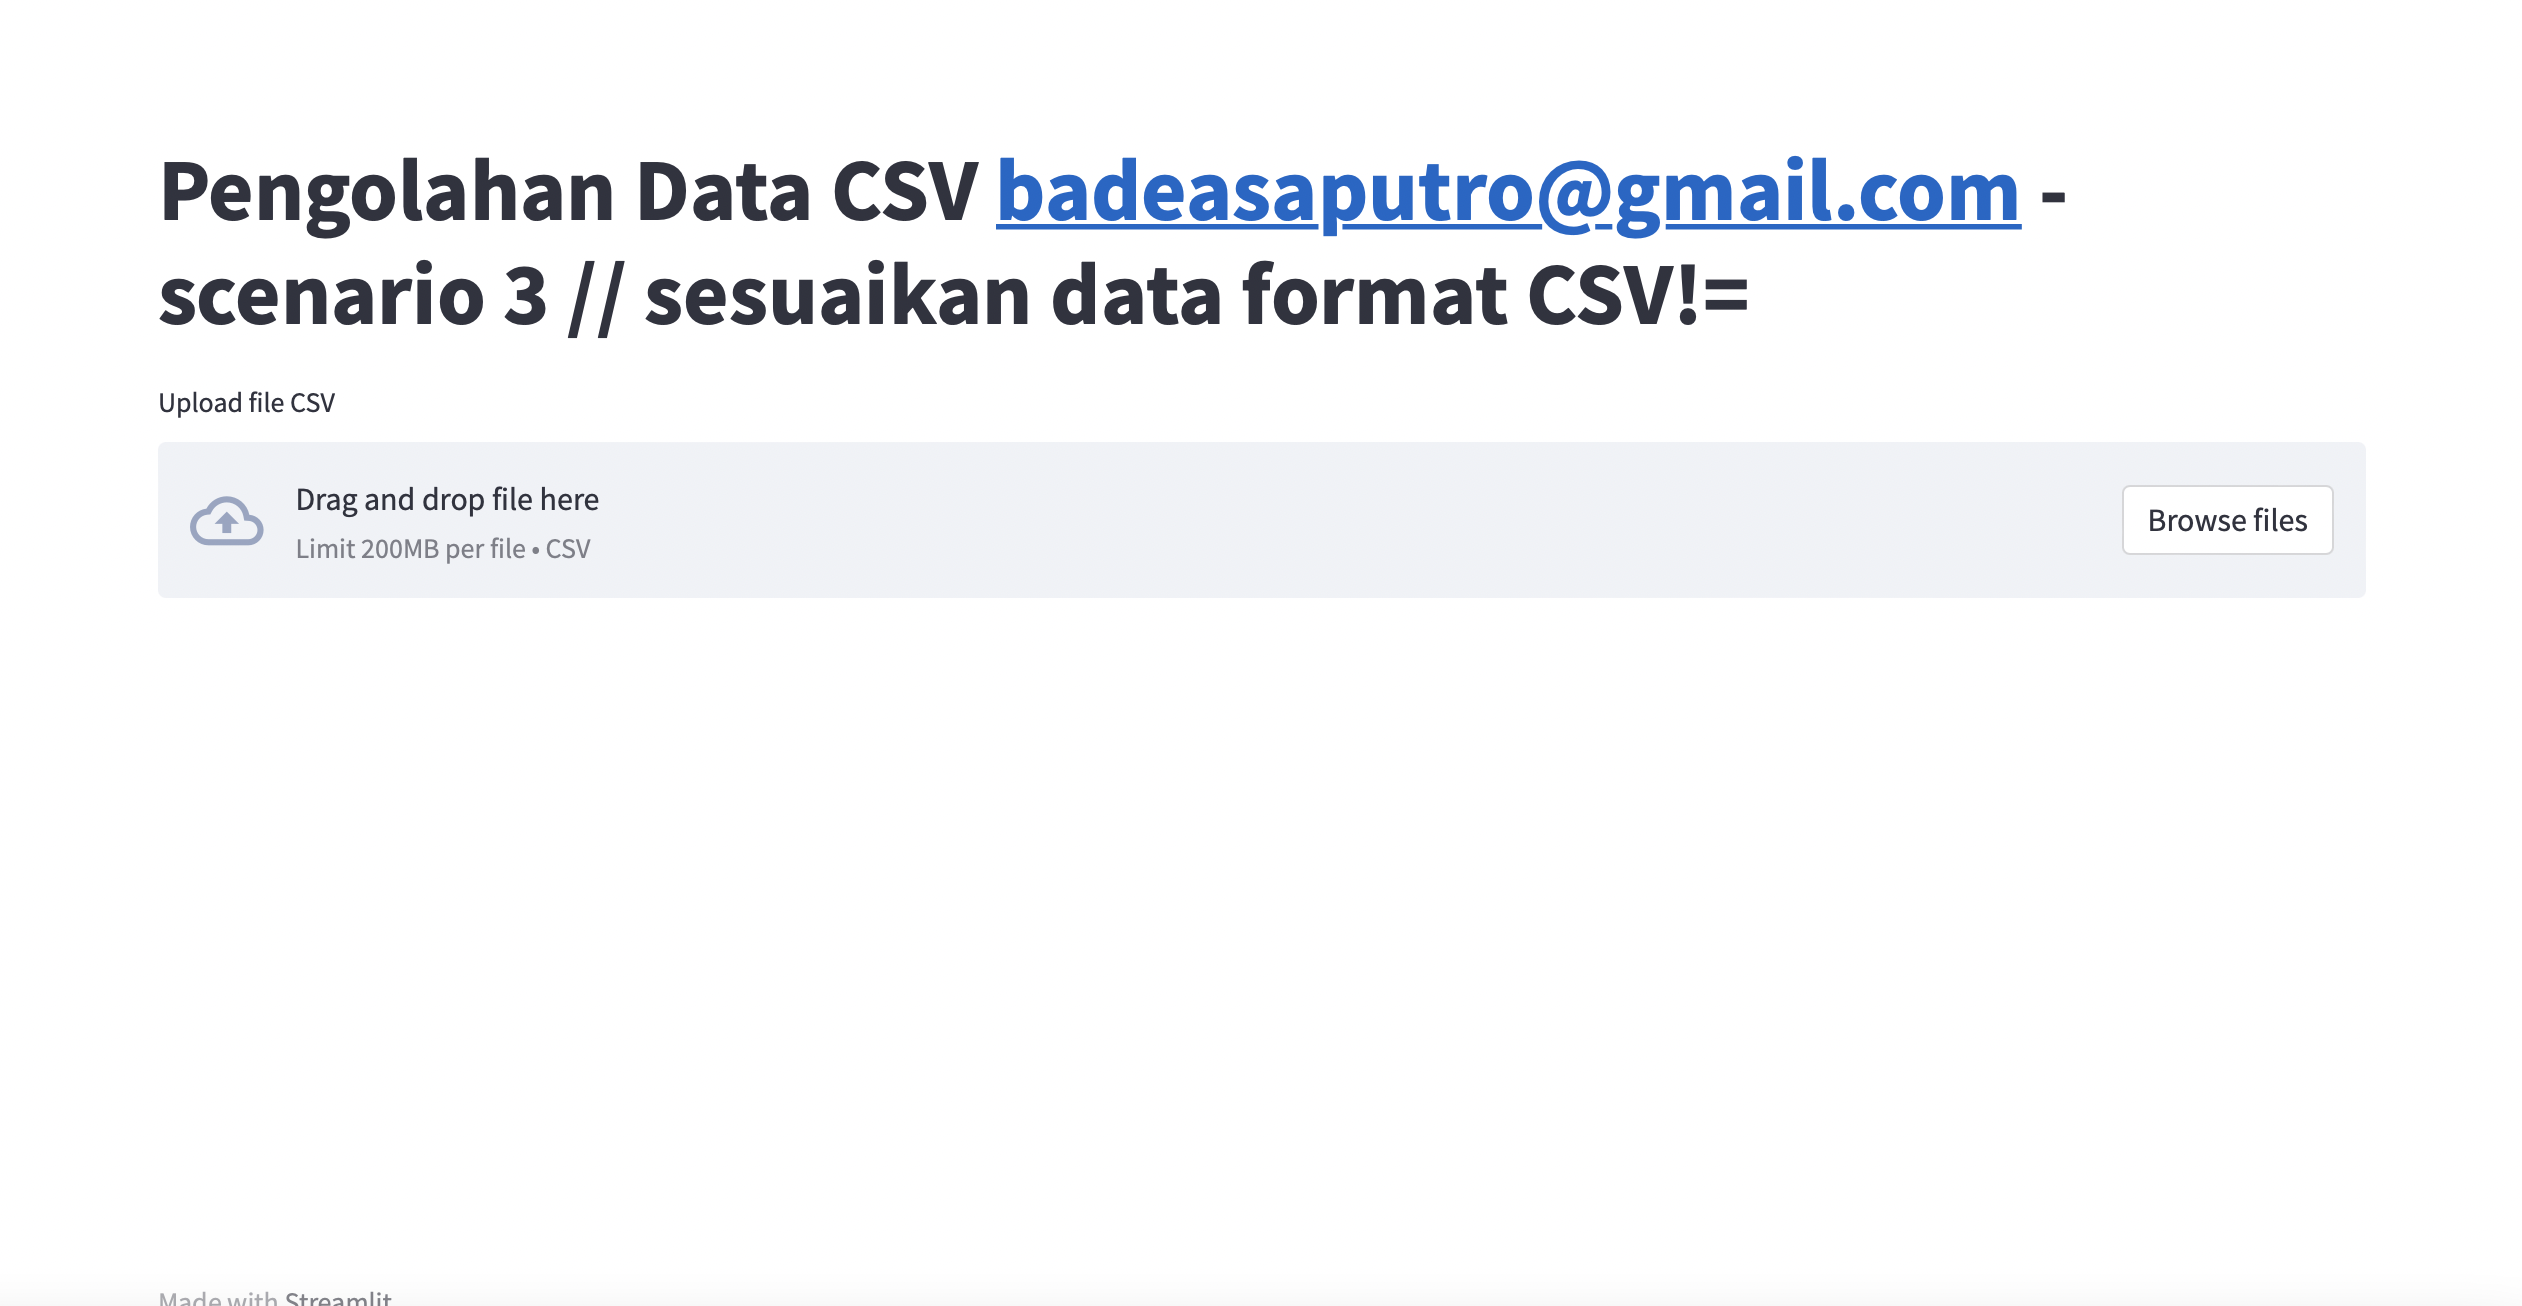 Pengolahan Data CSV badeasaputro@gmail.com -
scenario 3 // sesuaikan data format CSV!=
Upload file CSV
Drag and drop file here
Limit 200MB per file • CSV
Browse files
Made with Streamlit